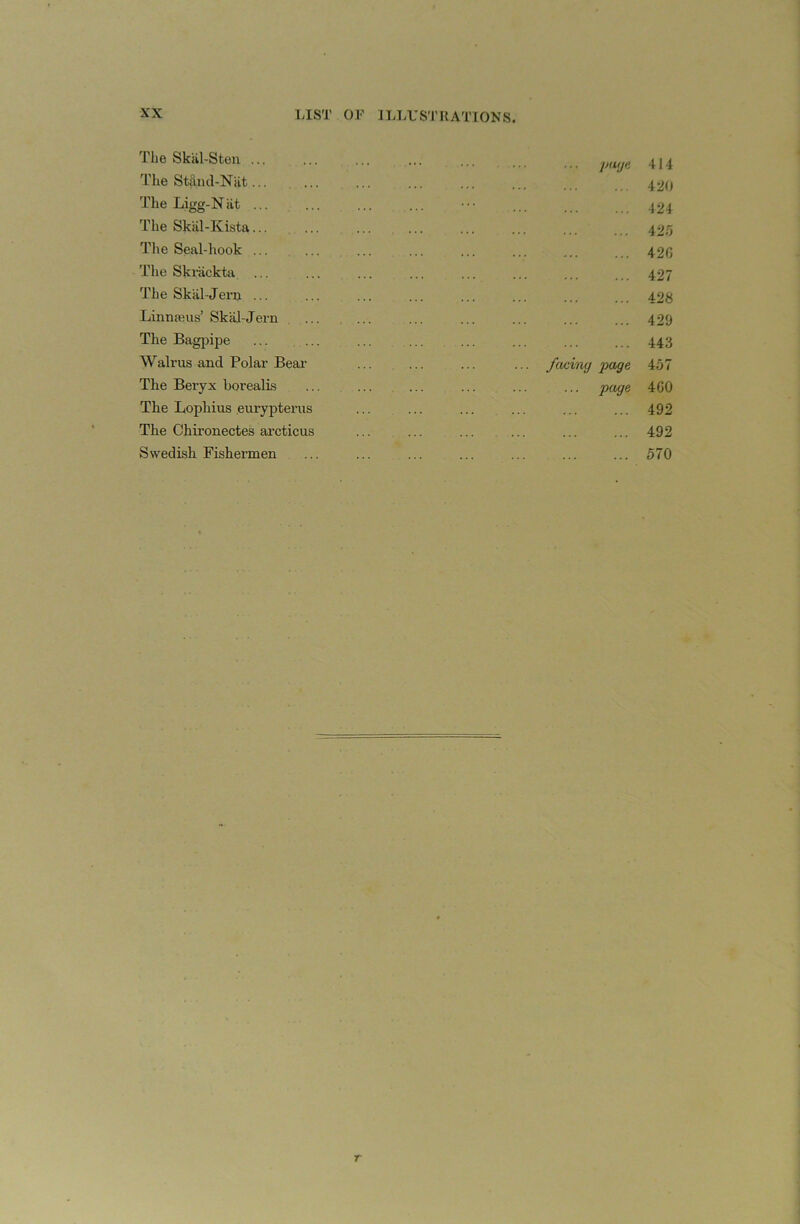 XX LIST OF ILLUSTRATIONS.
The Skäl-Sten ... ... ... ... ... ... ... page 414
The Stånd-Nät ... ... ... ... ... ... ... ... 420
The Ligg-Nät ... ... ... ... ... ... ... ... 424
The Skäl-Kista ... ... ... ... ... ... ... ... 425
The Seal-hook ... ... ... ... ... ... ... ... 426
The Skräckta ... ... ... ... ... ... ... ... 427
The Skäl-Jern ... ... ... ... ... ... ... ... 428
Linnæus' Skäl-Jern ... ... ... ... ... ... ... 429
The Bagpipe ... ... ... ... ... ... ... ... 443
Walrus and Polar Bear ... ... ... ... facing page 457
The Beryx borealis ... ... ... ... ... ... page 460
The Lophius eurypterus ... ... ... ... ... ... 492
The Chironectes arcticus ... ... ... ... ... ... 492
Swedish Fishermen ... ... ... ... ... ... ... 570
r